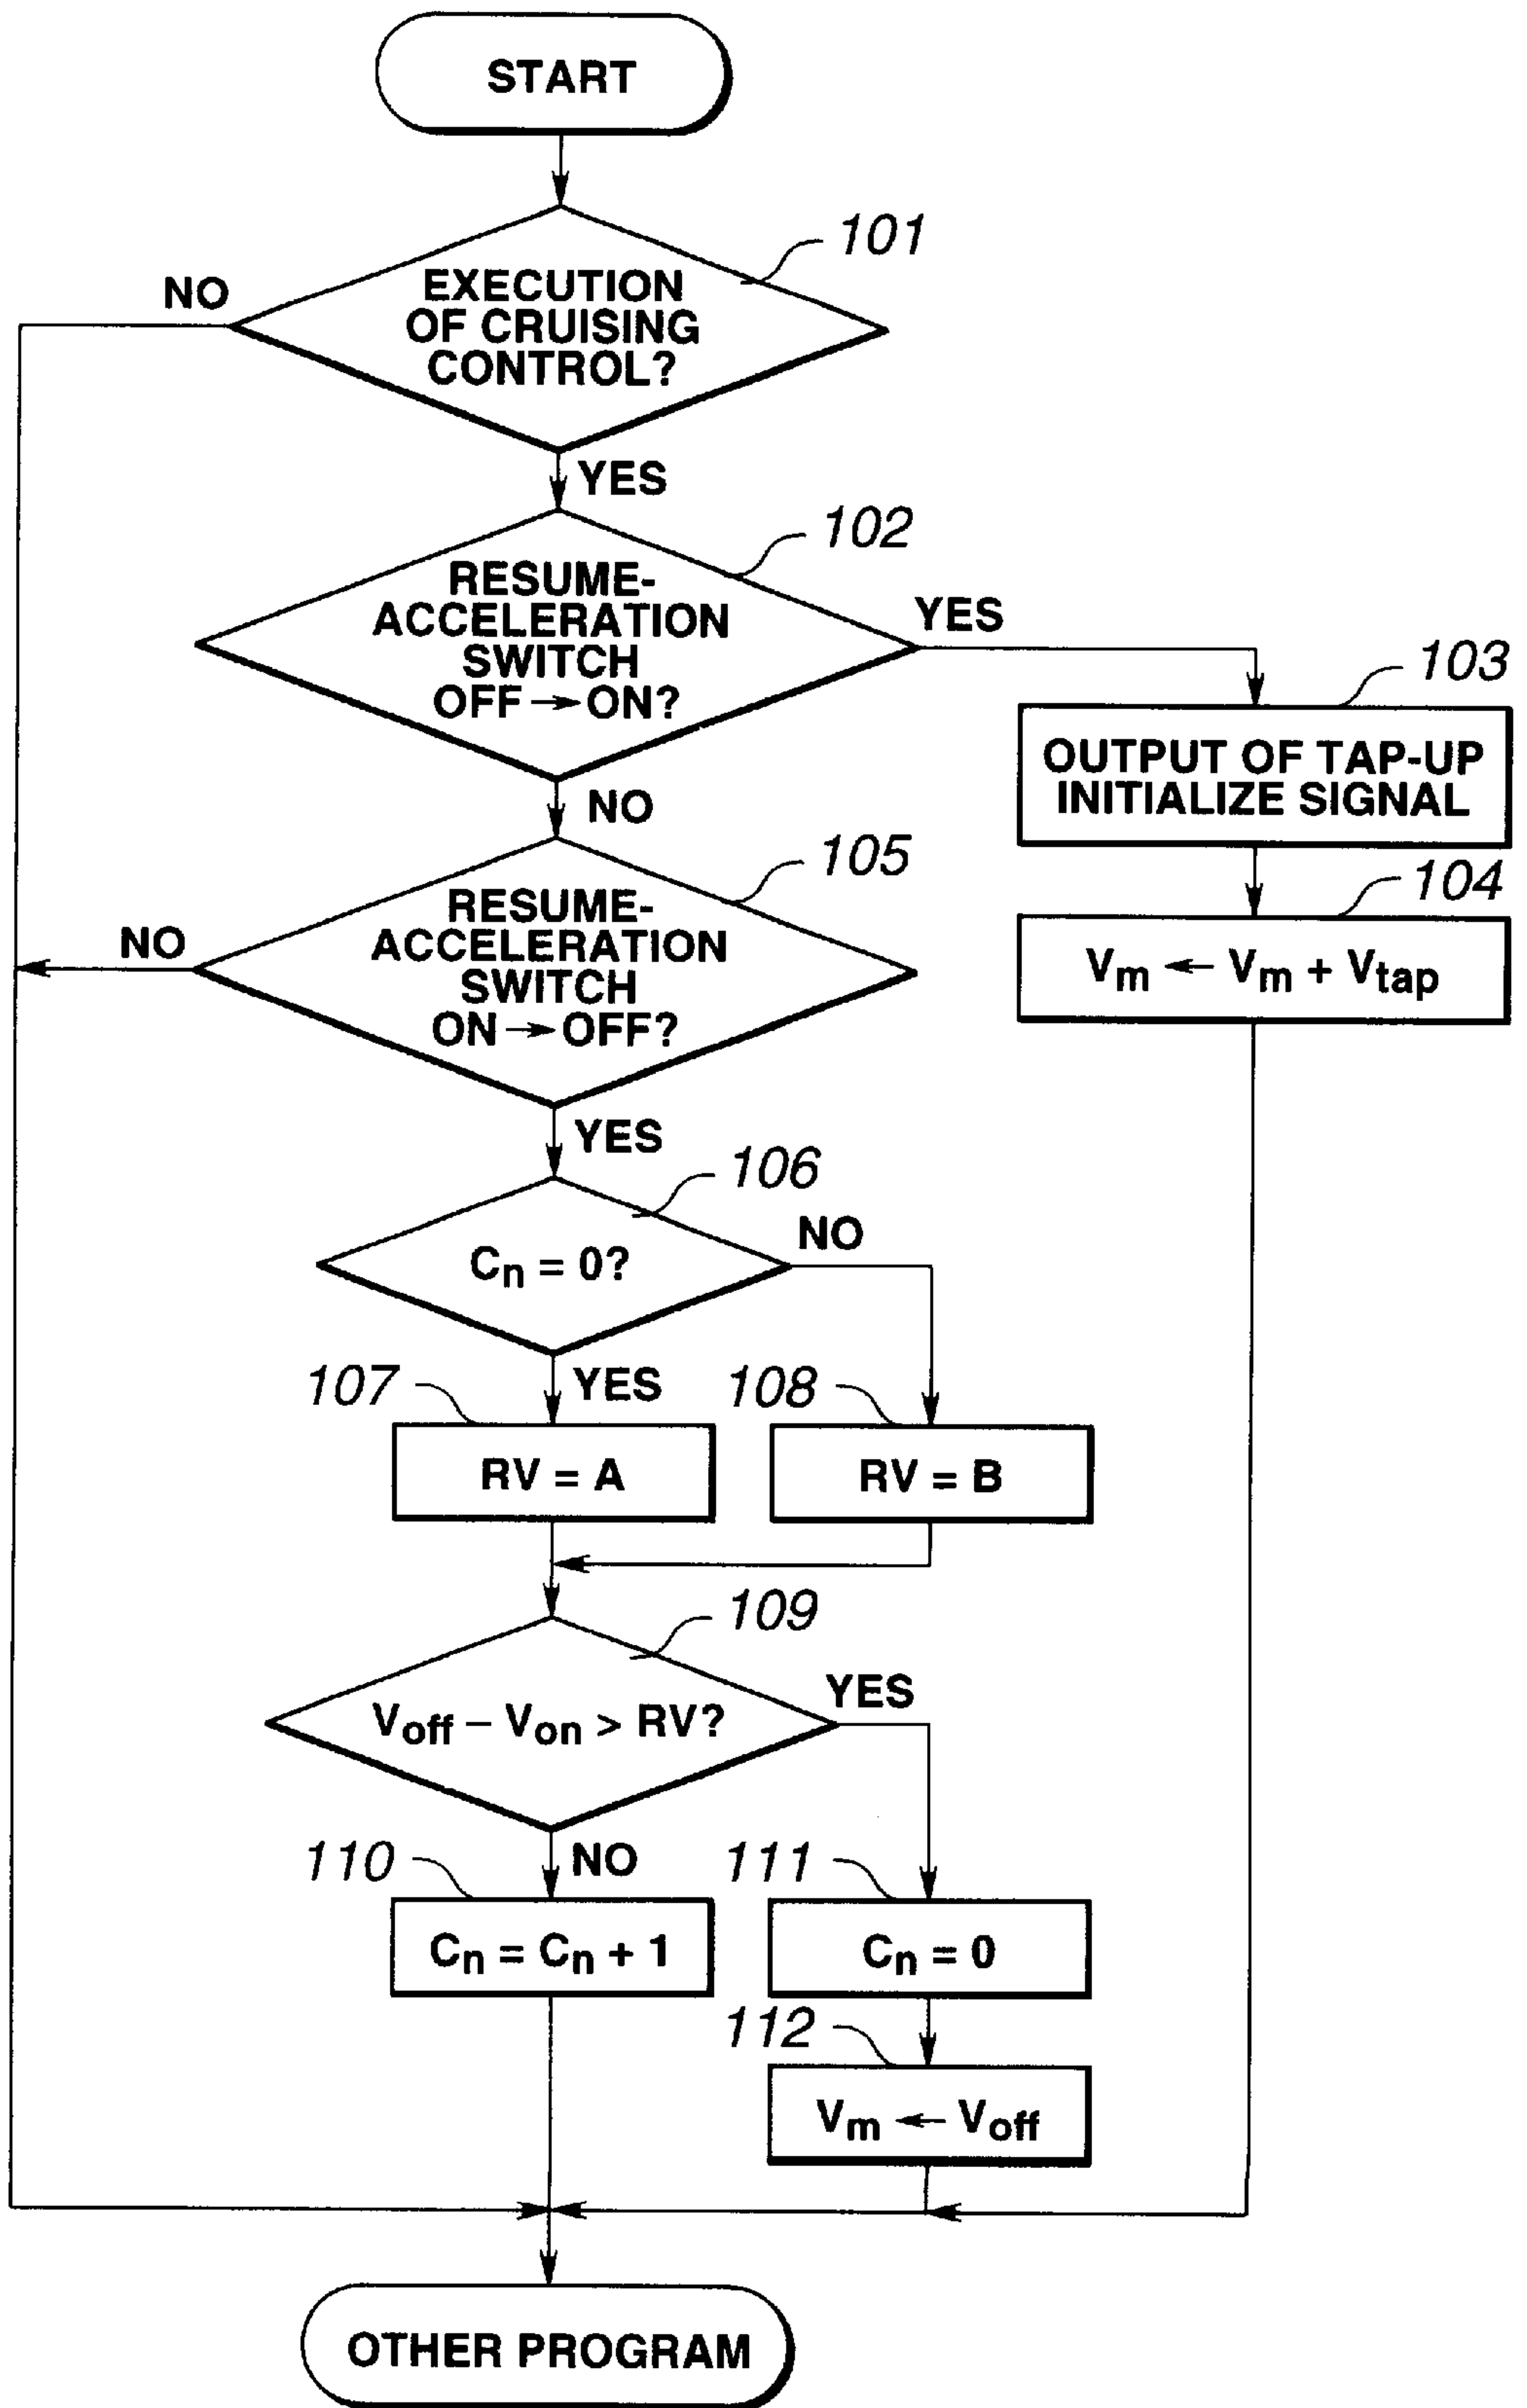 START
101
NO
EXECUTION
OF CRUISING
CONTROL?
YES
102
RESUME-
ACCELERATION
SWITCH
OFF → ON?
YES
103
OUTPUT OF TAP-UP
INITIALIZE SIGNAL
NO
104
Vm ← Vm + Vtap
105
NO
RESUME-
ACCELERATION
SWITCH
ON → OFF?
YES
106
NO
Cn = 0?
107
YES
108
RV = A
RV = B
109
YES
Voff – Von > RV?
110
NO
111
Cn = Cn + 1
Cn = 0
112
Vm ← Voff
OTHER PROGRAM